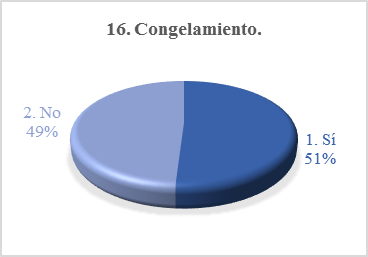 16. Congelamiento.
2. No
49%
1. Sí
51%